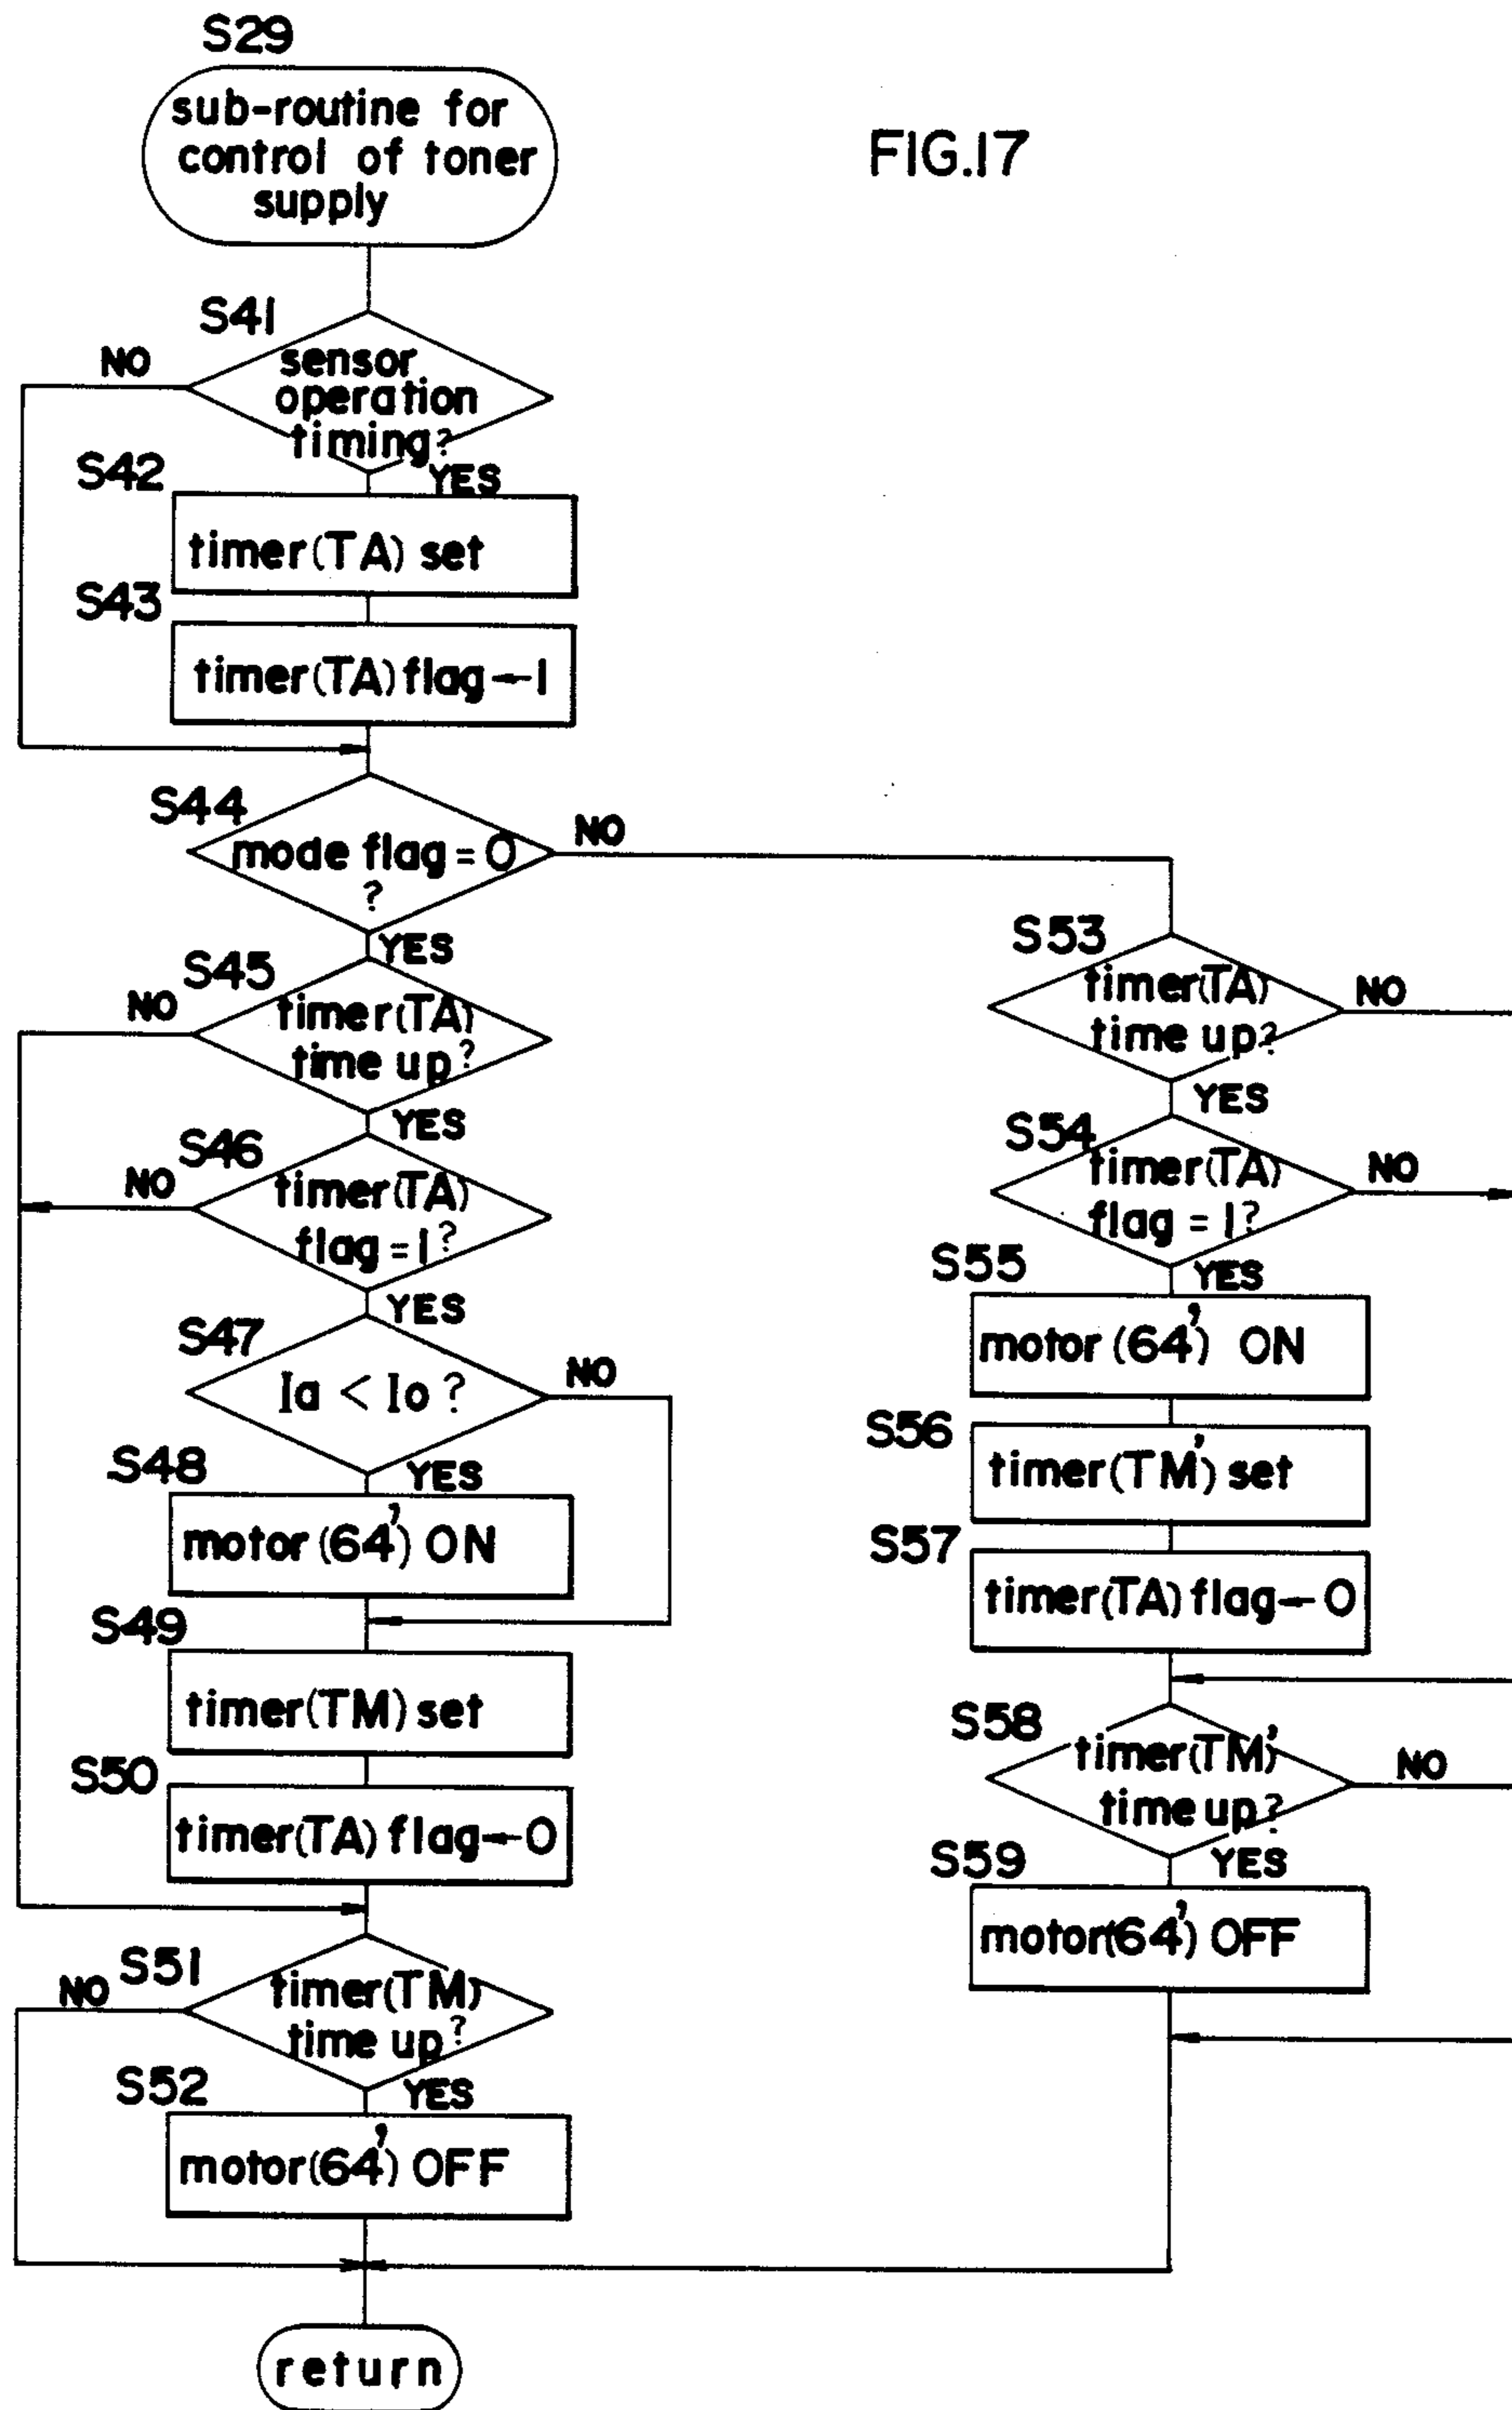 S29
sub-routine for
control of toner
supply
FIG.17
S41
NO
sensor
operation
timing?
YES
S42
timer(TA) set
S43
timer(TA) flag←1
S44
mode flag = 0
?
NO
YES
S45
NO
timer(TA)
time up?
YES
S46
NO
timer(TA)
flag = 1?
YES
S47
Ia < Io ?
NO
YES
S48
motor (64') ON
S49
timer(TM) set
S50
timer(TA) flag←0
S51
NO
timer(TM)
time up?
YES
S52
motor(64') OFF
return
S53
timer(TA)
time up?
NO
YES
S54
timer(TA)
flag = 1?
NO
YES
S55
motor (64') ON
S56
timer(TM') set
S57
timer(TA) flag←0
S58
timer(TM')
time up?
NO
YES
S59
motor(64') OFF